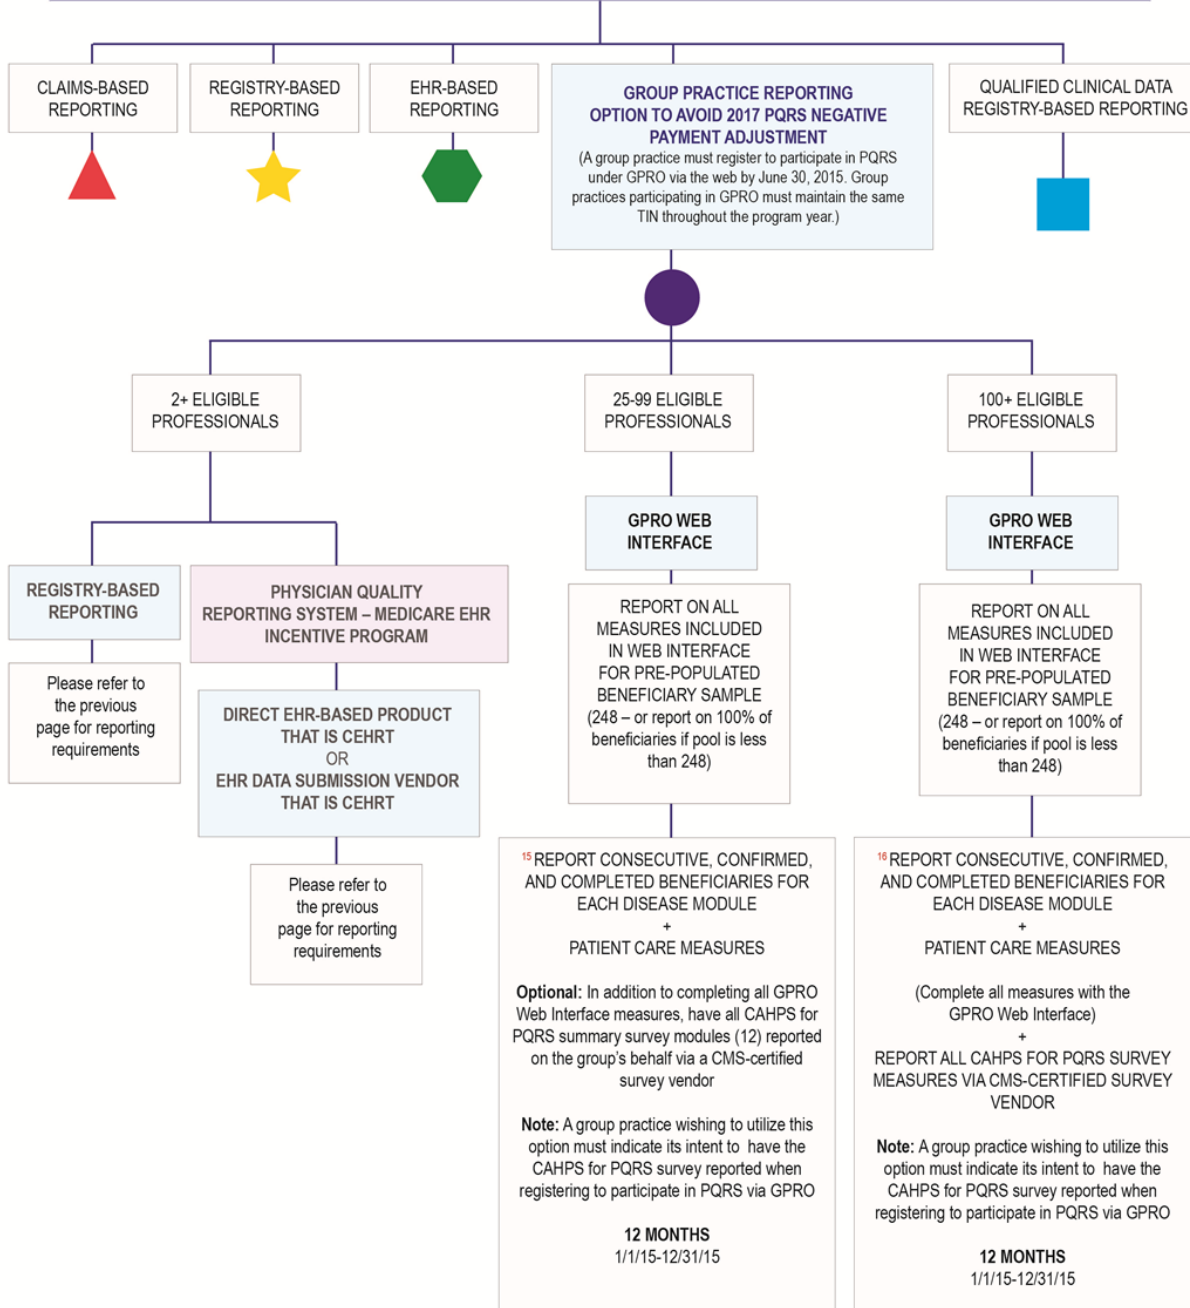 CLAIMS-BASED
REPORTING
REGISTRY-BASED
REPORTING
EHR-BASED
REPORTING
GROUP PRACTICE REPORTING
OPTION TO AVOID 2017 PQRS NEGATIVE
PAYMENT ADJUSTMENT
(A group practice must register to participate in PQRS
under GPRO via the web by June 30, 2015. Group
practices participating in GPRO must maintain the same
TIN throughout the program year.)
QUALIFIED CLINICAL DATA
REGISTRY-BASED REPORTING
2+ ELIGIBLE
PROFESSIONALS
25-99 ELIGIBLE
PROFESSIONALS
100+ ELIGIBLE
PROFESSIONALS
REGISTRY-BASED
REPORTING
Please refer to
the previous
page for reporting
requirements
PHYSICIAN QUALITY
REPORTING SYSTEM – MEDICARE EHR
INCENTIVE PROGRAM
DIRECT EHR-BASED PRODUCT
THAT IS CEHRT
OR
EHR DATA SUBMISSION VENDOR
THAT IS CEHRT
Please refer to
the previous
page for reporting
requirements
GPRO WEB
INTERFACE
REPORT ON ALL
MEASURES INCLUDED
IN WEB INTERFACE
FOR PRE-POPULATED
BENEFICIARY SAMPLE
(248 – or report on 100% of
beneficiaries if pool is less
than 248)
15 REPORT CONSECUTIVE, CONFIRMED,
AND COMPLETED BENEFICIARIES FOR
EACH DISEASE MODULE
+
PATIENT CARE MEASURES
Optional: In addition to completing all GPRO
Web Interface measures, have all CAHPS for
PQRS summary survey modules (12) reported
on the group's behalf via a CMS-certified
survey vendor
Note: A group practice wishing to utilize this
option must indicate its intent to have the
CAHPS for PQRS survey reported when
registering to participate in PQRS via GPRO
12 MONTHS
1/1/15-12/31/15
GPRO WEB
INTERFACE
REPORT ON ALL
MEASURES INCLUDED
IN WEB INTERFACE
FOR PRE-POPULATED
BENEFICIARY SAMPLE
(248 – or report on 100% of
beneficiaries if pool is less
than 248)
16 REPORT CONSECUTIVE, CONFIRMED,
AND COMPLETED BENEFICIARIES FOR
EACH DISEASE MODULE
+
PATIENT CARE MEASURES
(Complete all measures with the
GPRO Web Interface)
+
REPORT ALL CAHPS FOR PQRS SURVEY
MEASURES VIA CMS-CERTIFIED SURVEY
VENDOR
Note: A group practice wishing to utilize this
option must indicate its intent to have the
CAHPS for PQRS survey reported when
registering to participate in PQRS via GPRO
12 MONTHS
1/1/15-12/31/15